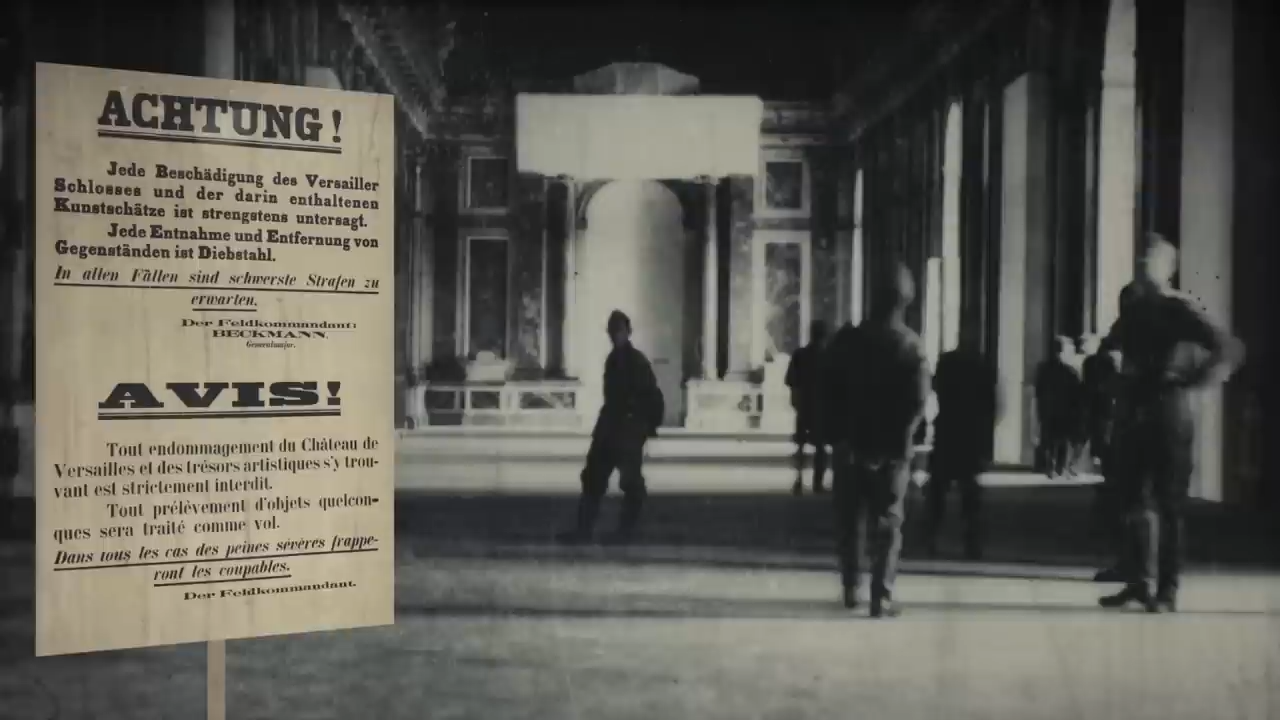 ACHTUNG!
Jede Beschädigung des Versailler
Schlosses und der darin enthaltenen
Kunstschätze ist strengstens untersagt.
Jede Entnahme und Entfernung von
Gegenständen ist Diebstahl.
In allen Fällen sind schwerste Strafen zu
erwarten.
Der Feldkommandant:
BECKMANN,
Generalmajor.
AVIS!
Tout endommagement du Château de
Versailles et des trésors artistiques s'y trou-
vant est strictement interdit.
Tout prélèvement d'objets quelcon-
ques sera traité comme vol.
Dans tous les cas des peines sévères frappe-
ront les coupables.
Der Feldkommandant.